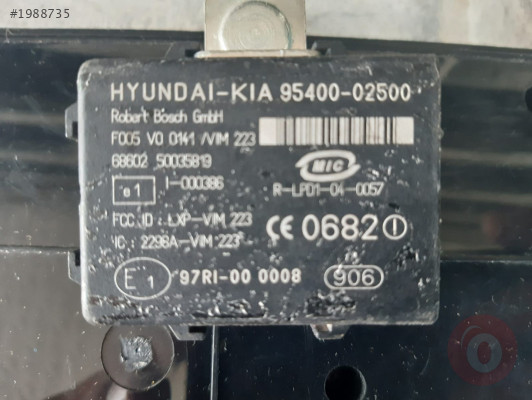 #1988735
HYUNDAI-KIA 95400-02500
Robert Bosch GmbH
F005 V0 0141 /VIM 223
68602 50035819
MIC
e1 I-000386
R-LPD1-04-0057
FCC ID : LXP-VIM 223
CE 0682
IC : 2298A-VIM 223
E1 97RI-00 0008 906